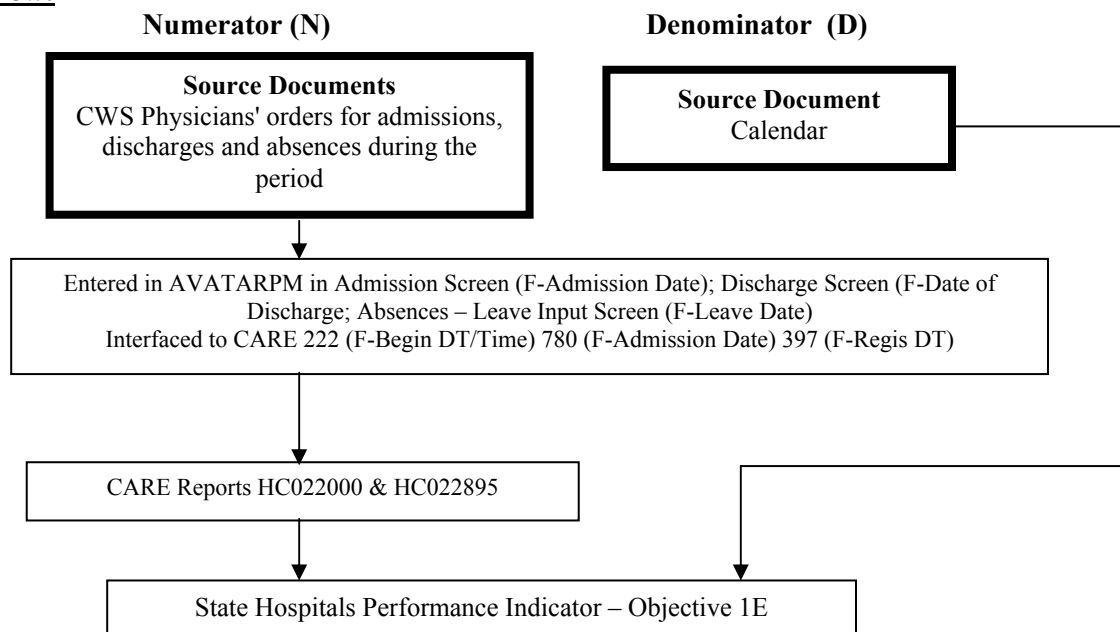 Numerator (N)
Denominator (D)
Source Documents
CWS Physicians' orders for admissions,
discharges and absences during the
period
Source Document
Calendar
Entered in AVATARPM in Admission Screen (F-Admission Date); Discharge Screen (F-Date of
Discharge; Absences – Leave Input Screen (F-Leave Date)
Interfaced to CARE 222 (F-Begin DT/Time) 780 (F-Admission Date) 397 (F-Regis DT)
CARE Reports HC022000 & HC022895
State Hospitals Performance Indicator – Objective 1E